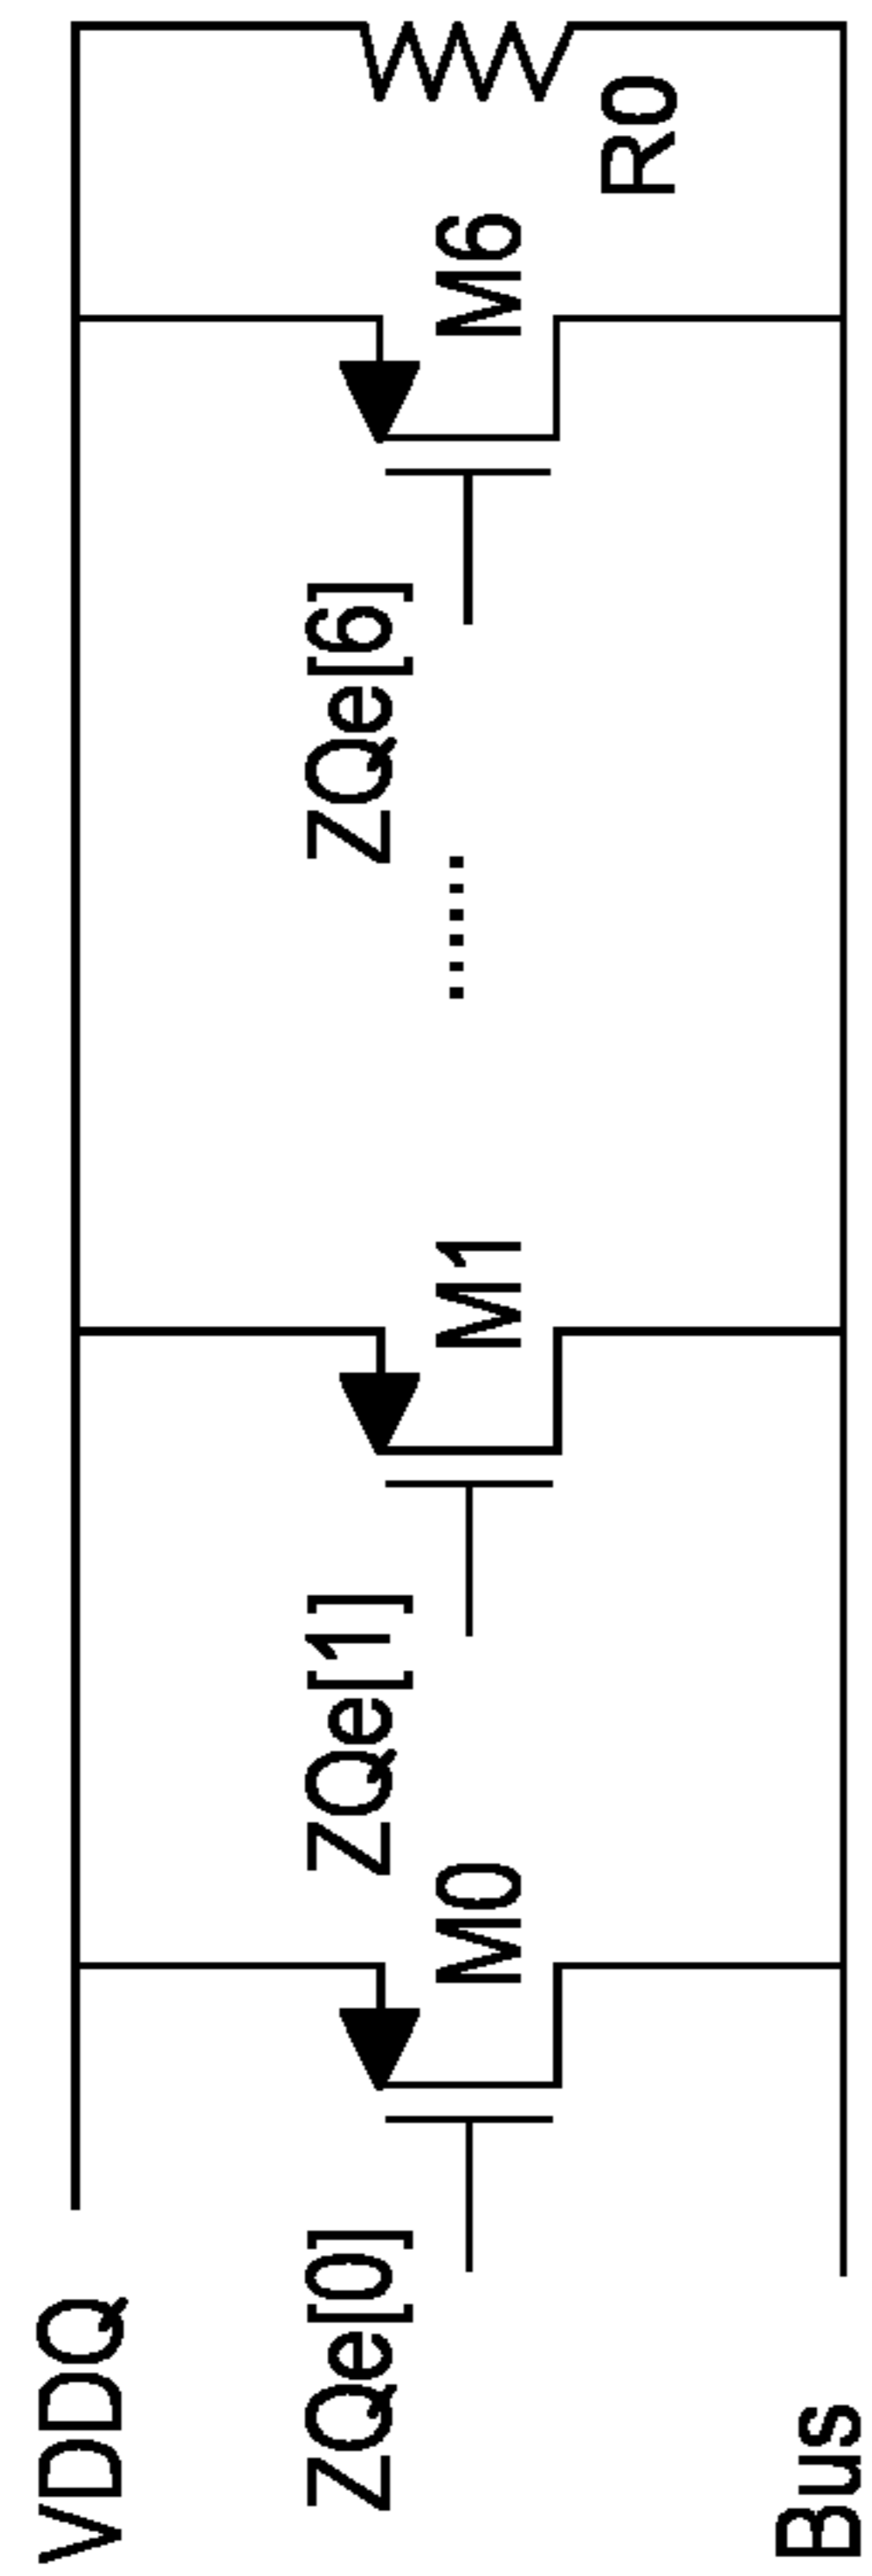 VDDQ
ZQe[0]
M0
ZQe[1]
M1
......
ZQe[6]
M6
R0
Bus